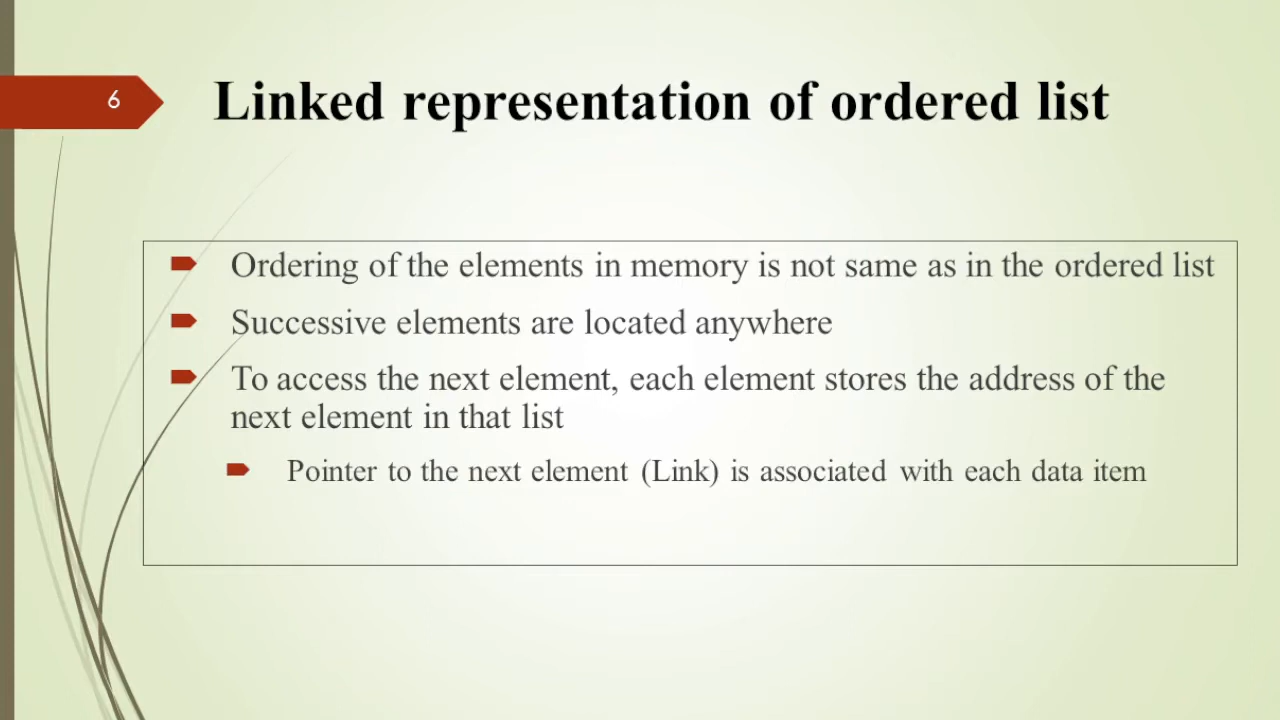 6
Linked representation of ordered list
Ordering of the elements in memory is not same as in the ordered list
Successive elements are located anywhere
To access the next element, each element stores the address of the
next element in that list
Pointer to the next element (Link) is associated with each data item